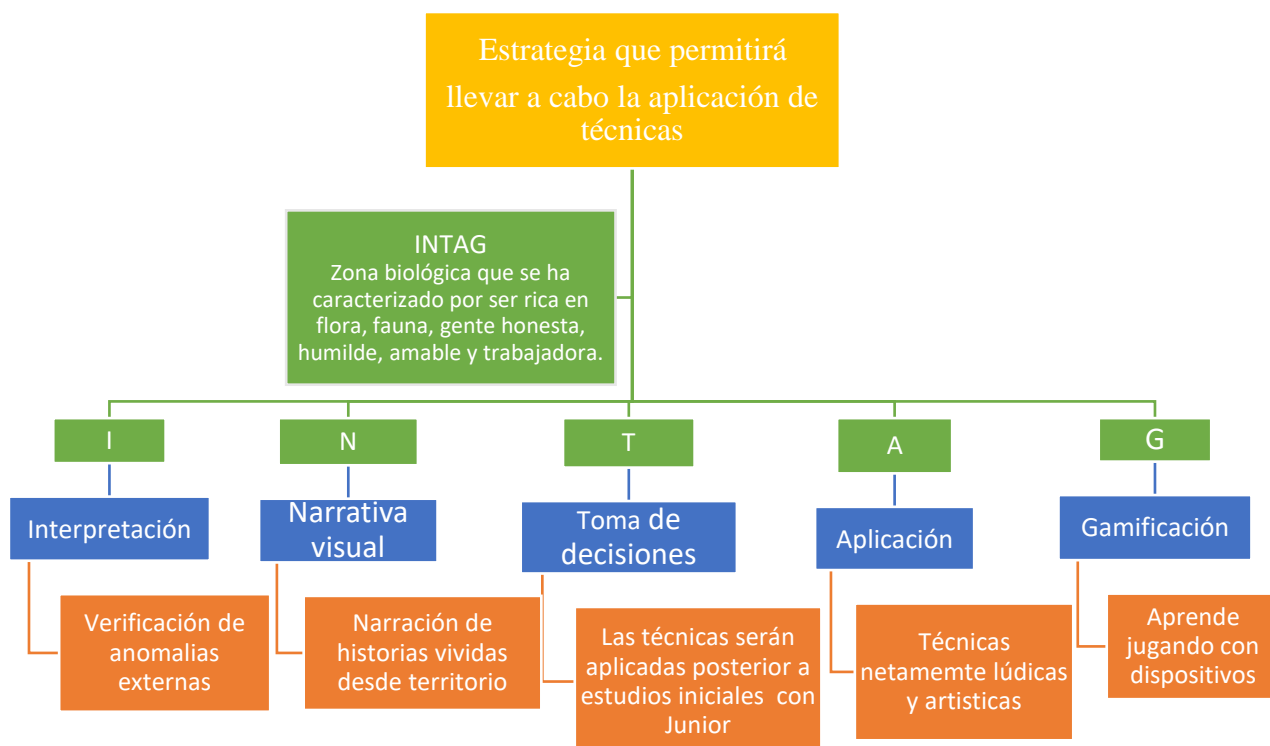 Estrategia que permitirá
llevar a cabo la aplicación de
técnicas
INTAG
Zona biológica que se ha
caracterizado por ser rica en
flora, fauna, gente honesta,
humilde, amable y trabajadora.
I
N
T
A
G
Interpretación
Narrativa
visual
Toma de
decisiones
Aplicación
Gamificación
Verificación de
anomalias
externas
Narración de
historias vividas
desde territorio
Las técnicas serán
aplicadas posterior a
estudios iniciales con
Junior
Técnicas
netamemte lúdicas
y artisticas
Aprende
jugando con
dispositivos